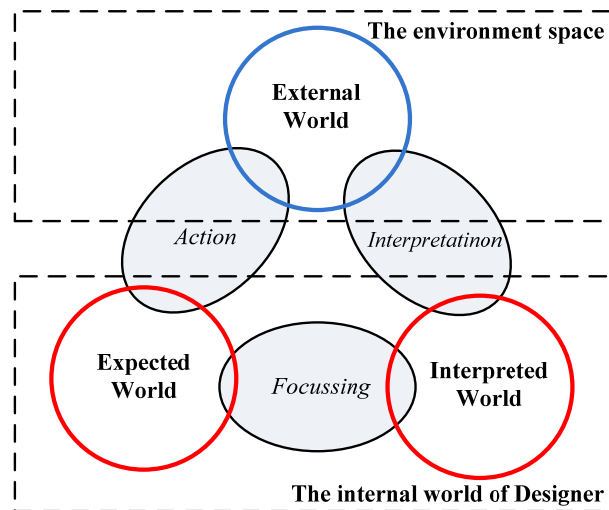 The environment space
External
World
Action
Interpretatinon
Expected
World
Focussing
Interpreted
World
The internal world of Designer